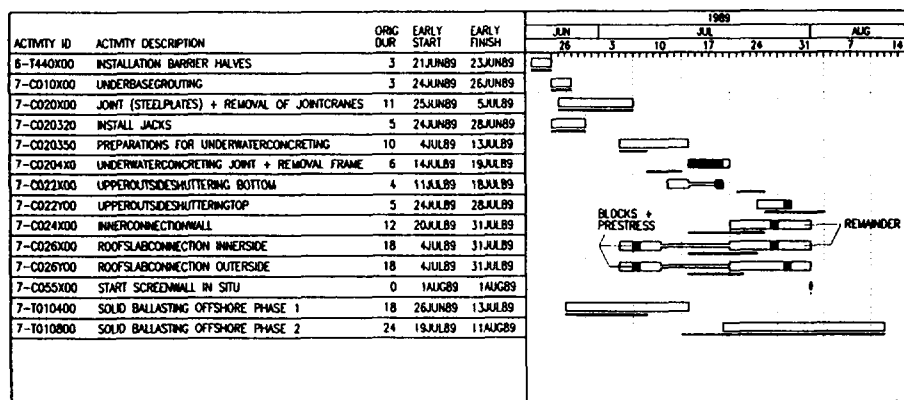 1989
ORIG EARLY EARLY JUN JUL AUG
ACTIVITY ID ACTIVITY DESCRIPTION DUR START FINISH 26 3 10 17 24 31 7 14
6-T440X00 INSTALLATION BARRIER HALVES 3 21JUN89 23JUN89
7-C010X00 UNDERBASEGROUTING 3 24JUN89 26JUN89
7-C020X00 JOINT (STEELPLATES) + REMOVAL OF JOINTCRANES 11 25JUN89 5JUL89
7-C020320 INSTALL JACKS 5 24JUN89 28JUN89
7-C020350 PREPARATIONS FOR UNDERWATERCONCRETING 10 4JUL89 13JUL89
7-C0204X0 UNDERWATERCONCRETING JOINT + REMOVAL FRAME 6 14JUL89 19JUL89
7-C022X00 UPPEROUTSIDESHUTTERING BOTTOM 4 11JUL89 18JUL89
7-C022Y00 UPPEROUTSIDESHUTTERINGTOP 5 24JUL89 28JUL89
7-C024X00 INNERCONNECTIONWALL 12 20JUL89 31JUL89 BLOCKS + PRESTRESS REMAINDER
7-C026X00 ROOFSLABCONNECTION INNERSIDE 18 4JUL89 31JUL89
7-C026Y00 ROOFSLABCONNECTION OUTERSIDE 18 4JUL89 31JUL89
7-C055X00 START SCREENWALL IN SITU 0 1AUG89 1AUG89
7-T010400 SOLID BALLASTING OFFSHORE PHASE 1 18 26JUN89 13JUL89
7-T010800 SOLID BALLASTING OFFSHORE PHASE 2 24 19JUL89 11AUG89